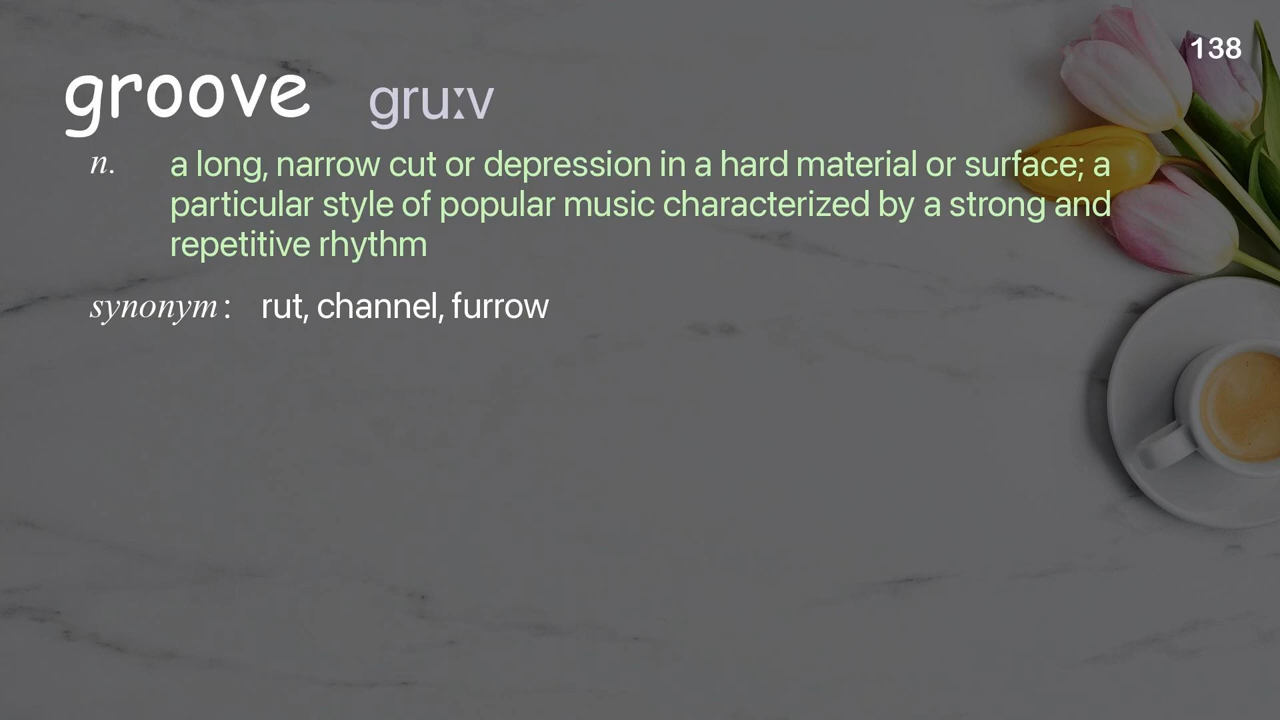 138
groove gruːv
n. a long, narrow cut or depression in a hard material or surface; a
particular style of popular music characterized by a strong and
repetitive rhythm
synonym: rut, channel, furrow